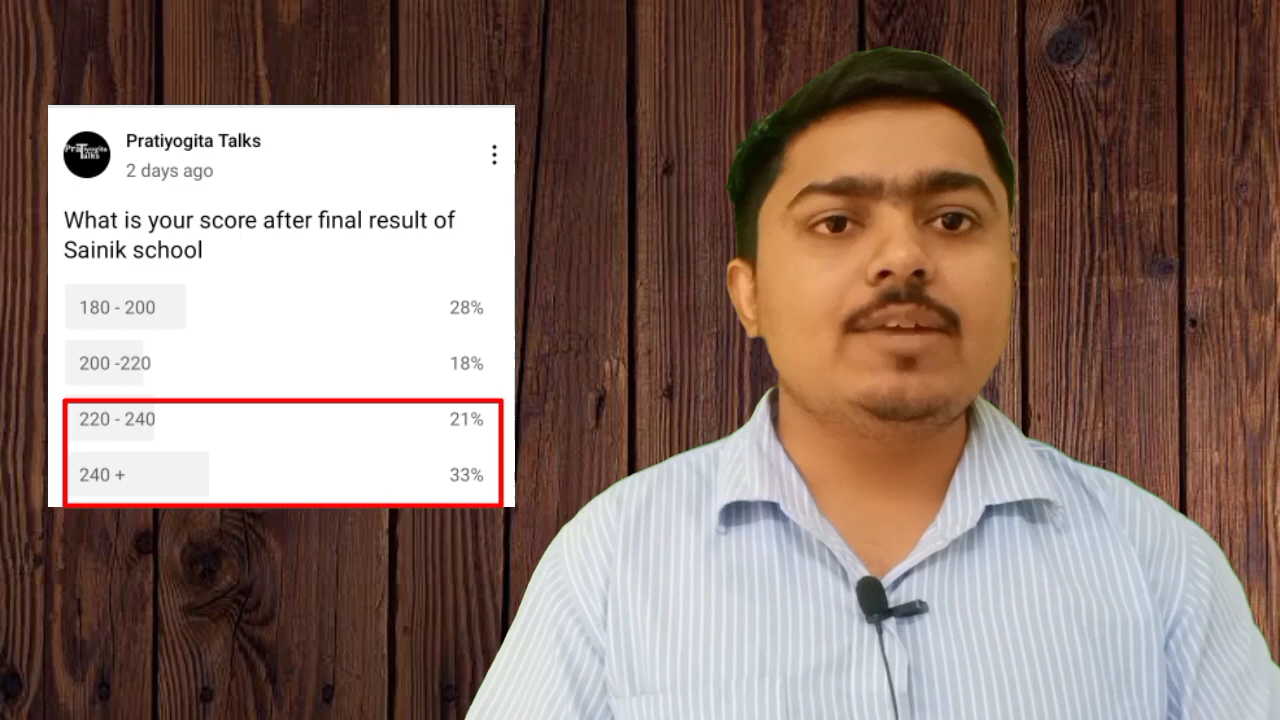 Pratiyogita Talks
2 days ago
What is your score after final result of
Sainik school
180 - 200 28%
200 -220 18%
220 - 240 21%
240 + 33%